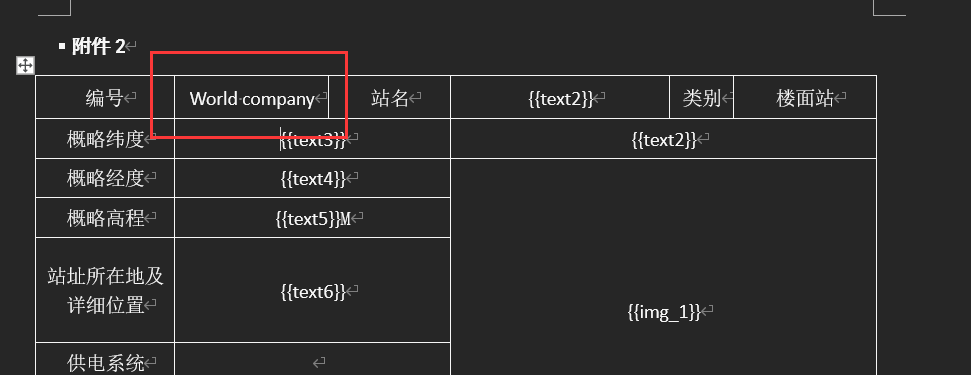 附件 2
编号 World company 站名 {{text2}} 类别 楼面站
概略纬度 {{text3}} {{text2}}
概略经度 {{text4}}
概略高程 {{text5}}M
站址所在地及
详细位置 {{text6}}
{{img_1}}
供电系统